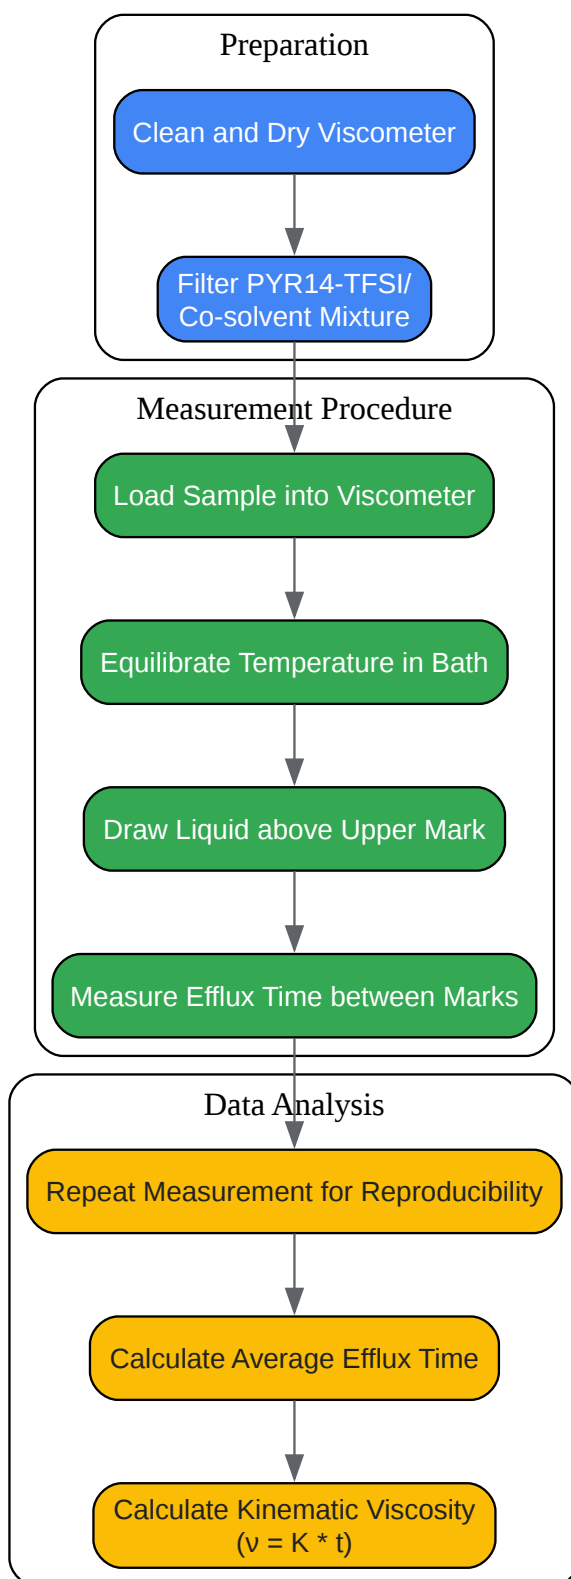 Preparation
Clean and Dry Viscometer
Filter PYR14-TFSI/
Co-solvent Mixture
Measurement Procedure
Load Sample into Viscometer
Equilibrate Temperature in Bath
Draw Liquid above Upper Mark
Measure Efflux Time between Marks
Data Analysis
Repeat Measurement for Reproducibility
Calculate Average Efflux Time
Calculate Kinematic Viscosity
(ν = K * t)